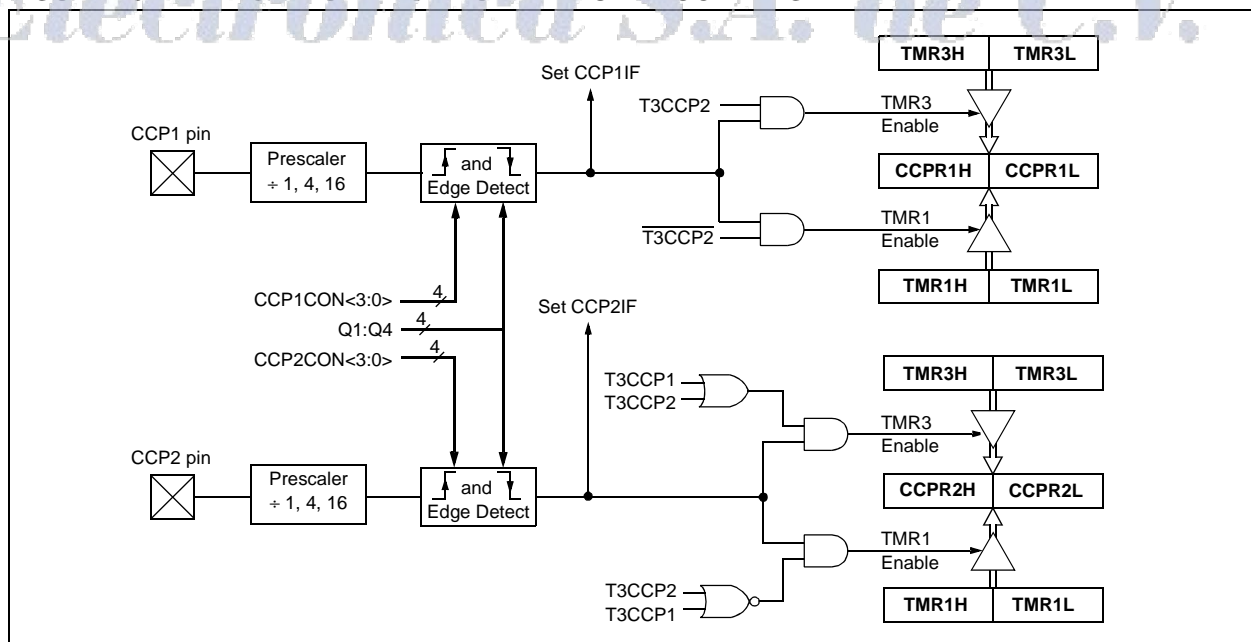 Electrónica S.A. de C.V.
TMR3H TMR3L
Set CCP1IF
T3CCP2
TMR3
Enable
CCP1 pin
Prescaler
÷ 1, 4, 16
and
Edge Detect
CCPR1H CCPR1L
T3CCP2
TMR1
Enable
TMR1H TMR1L
CCP1CON<3:0>
4
Q1:Q4
4
CCP2CON<3:0>
4
Set CCP2IF
TMR3H TMR3L
T3CCP1
T3CCP2
TMR3
Enable
CCP2 pin
Prescaler
÷ 1, 4, 16
and
Edge Detect
CCPR2H CCPR2L
TMR1
Enable
T3CCP2
T3CCP1
TMR1H TMR1L